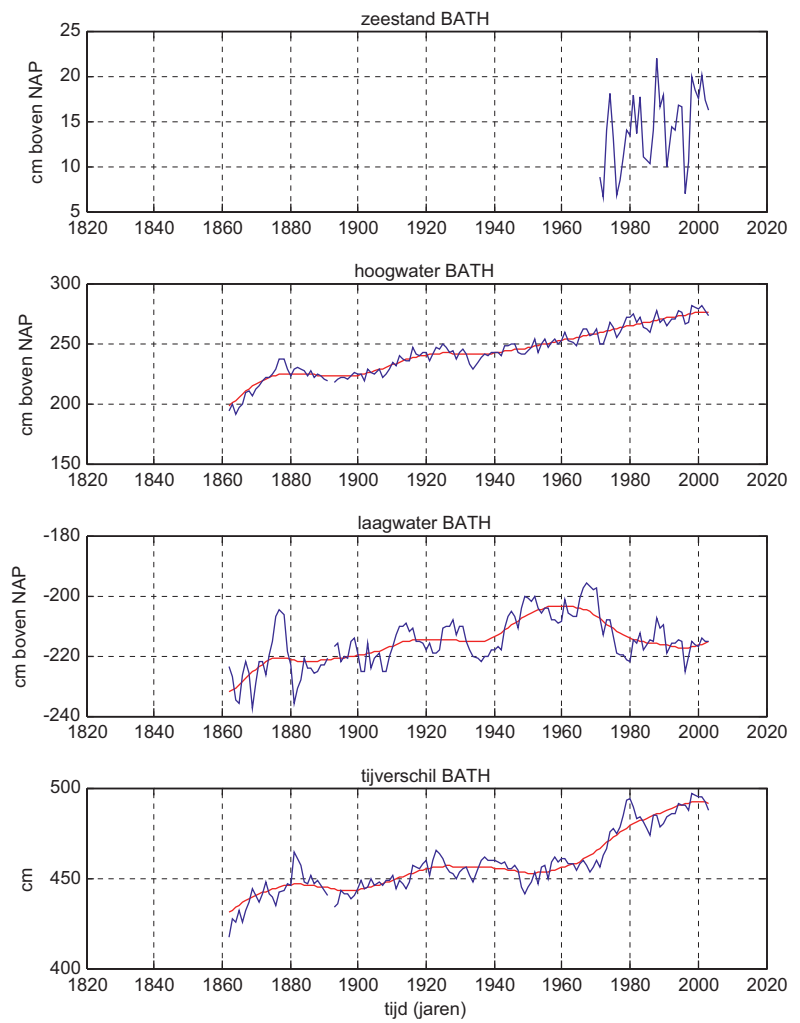 zeestand BATH
25
20
15
10
5
cm boven NAP
1820 1840 1860 1880 1900 1920 1940 1960 1980 2000 2020
hoogwater BATH
300
250
200
150
cm boven NAP
1820 1840 1860 1880 1900 1920 1940 1960 1980 2000 2020
laagwater BATH
-180
-200
-220
-240
cm boven NAP
1820 1840 1860 1880 1900 1920 1940 1960 1980 2000 2020
tijverschil BATH
500
450
400
cm
1820 1840 1860 1880 1900 1920 1940 1960 1980 2000 2020
tijd (jaren)